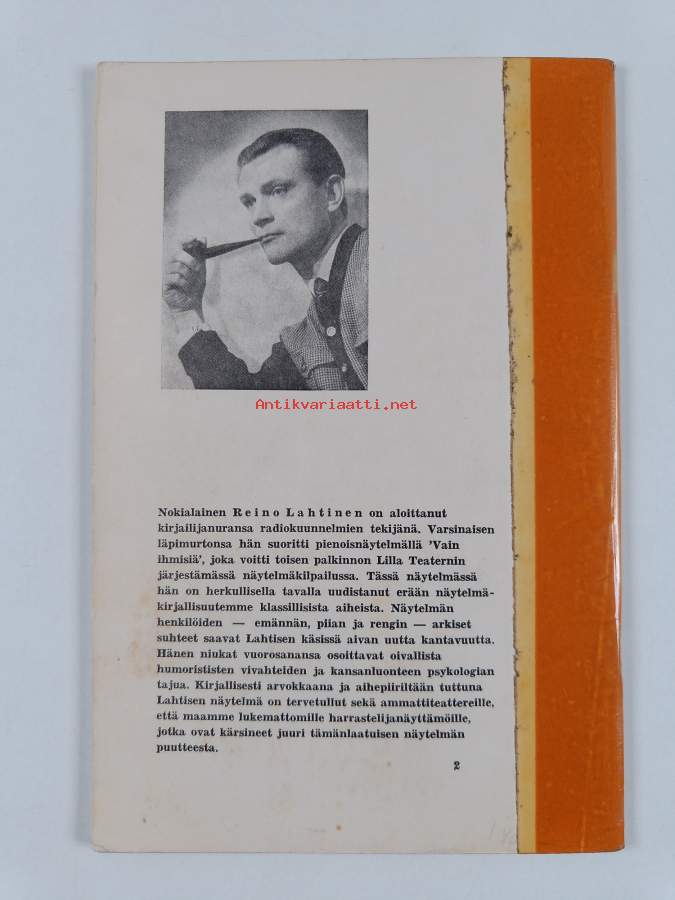 Antikvariaatti.net
Nokialainen Reino Lahtinen on aloittanut
kirjailijanuransa radiokuunnelmien tekijänä. Varsinaisen
läpimurtonsa hän suoritti pienoisnäytelmällä 'Vain
ihmisiä', joka voitti toisen palkinnon Lilla Teaternin
järjestämässä näytelmäkilpailussa. Tässä näytelmässä
hän on herkullisella tavalla uudistanut erään näytelmä-
kirjallisuutemme klassillisista aiheista. Näytelmän
henkilöiden — emännän, piian ja rengin — arkiset
suhteet saavat Lahtisen käsissä aivan uutta kantavuutta.
Hänen niukat vuorosanansa osoittavat oivallista
humorististen vivahteiden ja kansanluonteen psykologian
tajua. Kirjallisesti arvokkaana ja aihepiiriltään tuttuna
Lahtisen näytelmä on tervetullut sekä ammattiteattereille,
että maamme lukemattomille harrastelijanäyttämöille,
jotka ovat kärsineet juuri tämänlaatuisen näytelmän
puutteesta.
2